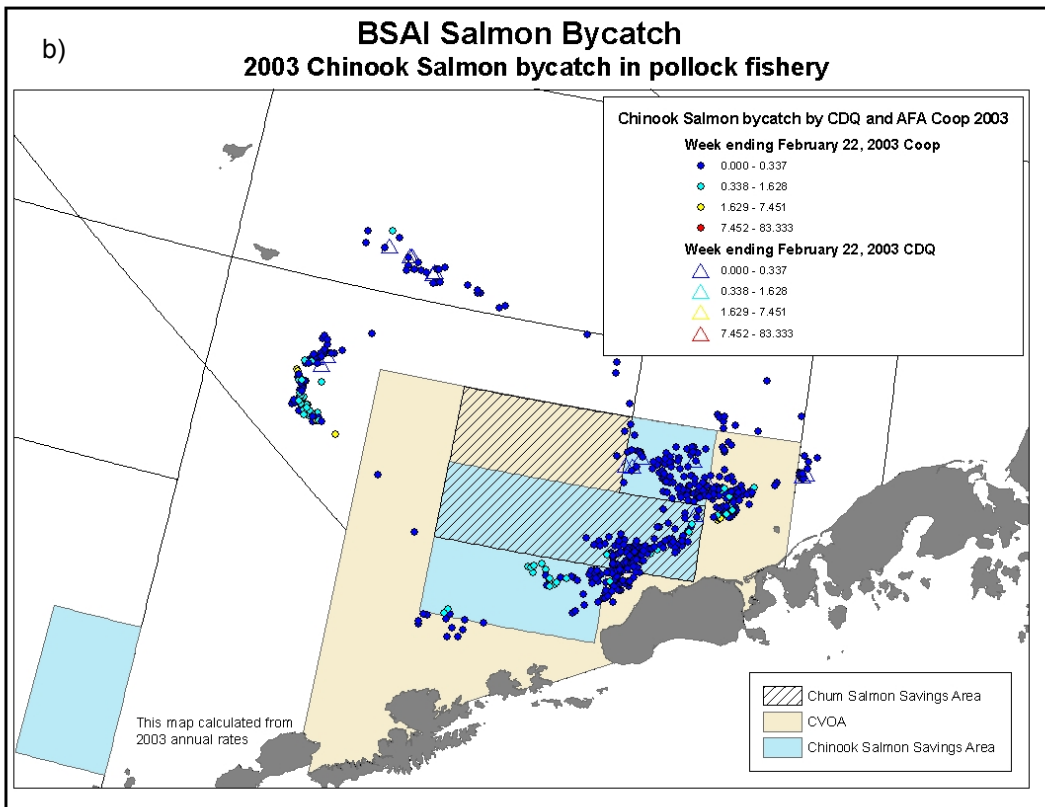 b)
BSAI Salmon Bycatch
2003 Chinook Salmon bycatch in pollock fishery
Chinook Salmon bycatch by CDQ and AFA Coop 2003
Week ending February 22, 2003 Coop
0.000 - 0.337
0.338 - 1.628
1.629 - 7.451
7.452 - 83.333
Week ending February 22, 2003 CDQ
0.000 - 0.337
0.338 - 1.628
1.629 - 7.451
7.452 - 83.333
This map calculated from
2003 annual rates
Chum Salmon Savings Area
CVOA
Chinook Salmon Savings Area